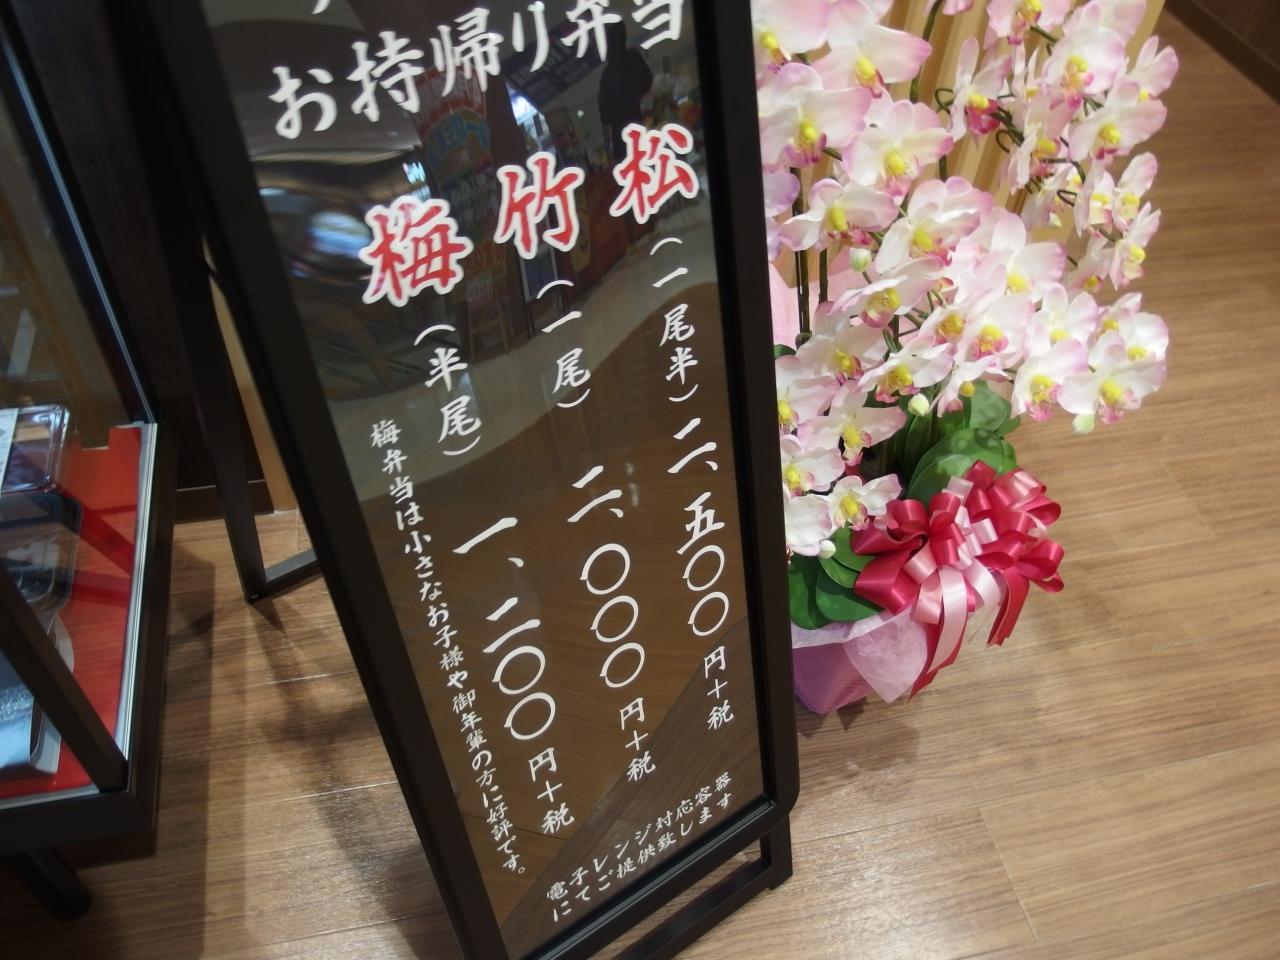 お持帰り弁当
松（一尾半）二、五〇〇円＋税
竹（一尾）二、〇〇〇円＋税
梅（半尾）一、二〇〇円＋税
梅弁当は小さなお子様や御年輩の方に好評です。
電子レンジ対応容器
にてご提供致します